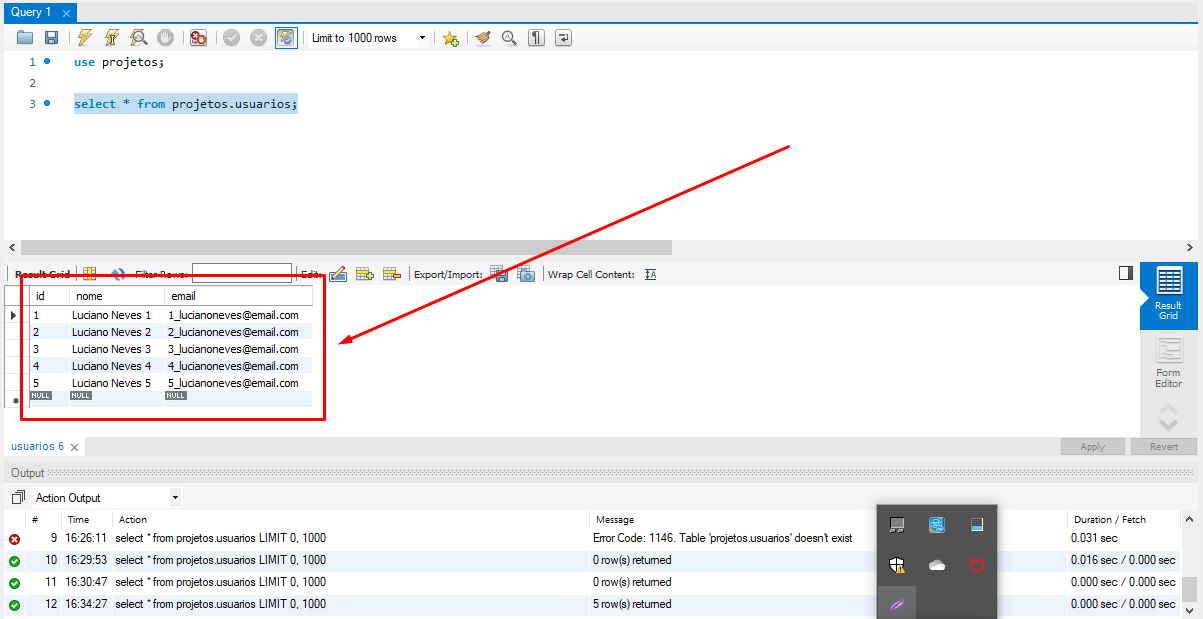 Query 1
Limit to 1000 rows
1 use projetos;
2
3 select * from projetos.usuarios;
Result Grid Filter Rows: Edit: Export/Import: Wrap Cell Content:
id nome email
1 Luciano Neves 1 1_lucianoneves@email.com
2 Luciano Neves 2 2_lucianoneves@email.com
3 Luciano Neves 3 3_lucianoneves@email.com
4 Luciano Neves 4 4_lucianoneves@email.com
5 Luciano Neves 5 5_lucianoneves@email.com
NULL NULL NULL
Result
Grid
Form
Editor
usuarios 6
Apply Revert
Output
Action Output
# Time Action Message Duration / Fetch
9 16:26:11 select * from projetos.usuarios LIMIT 0, 1000 Error Code: 1146. Table 'projetos.usuarios' doesn't exist 0.031 sec
10 16:29:53 select * from projetos.usuarios LIMIT 0, 1000 0 row(s) returned 0.016 sec / 0.000 sec
11 16:30:47 select * from projetos.usuarios LIMIT 0, 1000 0 row(s) returned 0.000 sec / 0.000 sec
12 16:34:27 select * from projetos.usuarios LIMIT 0, 1000 5 row(s) returned 0.000 sec / 0.000 sec